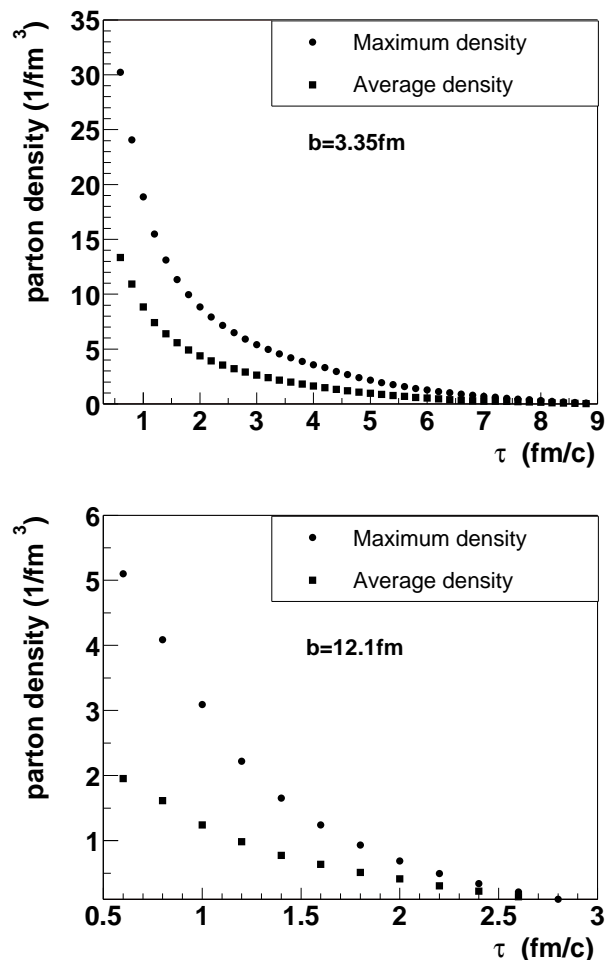 parton density (1/fm ³)
35
30
25
20
15
10
5
0
Maximum density
Average density
b=3.35fm
1 2 3 4 5 6 7 8 9
τ (fm/c)
parton density (1/fm ³)
6
5
4
3
2
1
Maximum density
Average density
b=12.1fm
0.5 1 1.5 2 2.5 3
τ (fm/c)